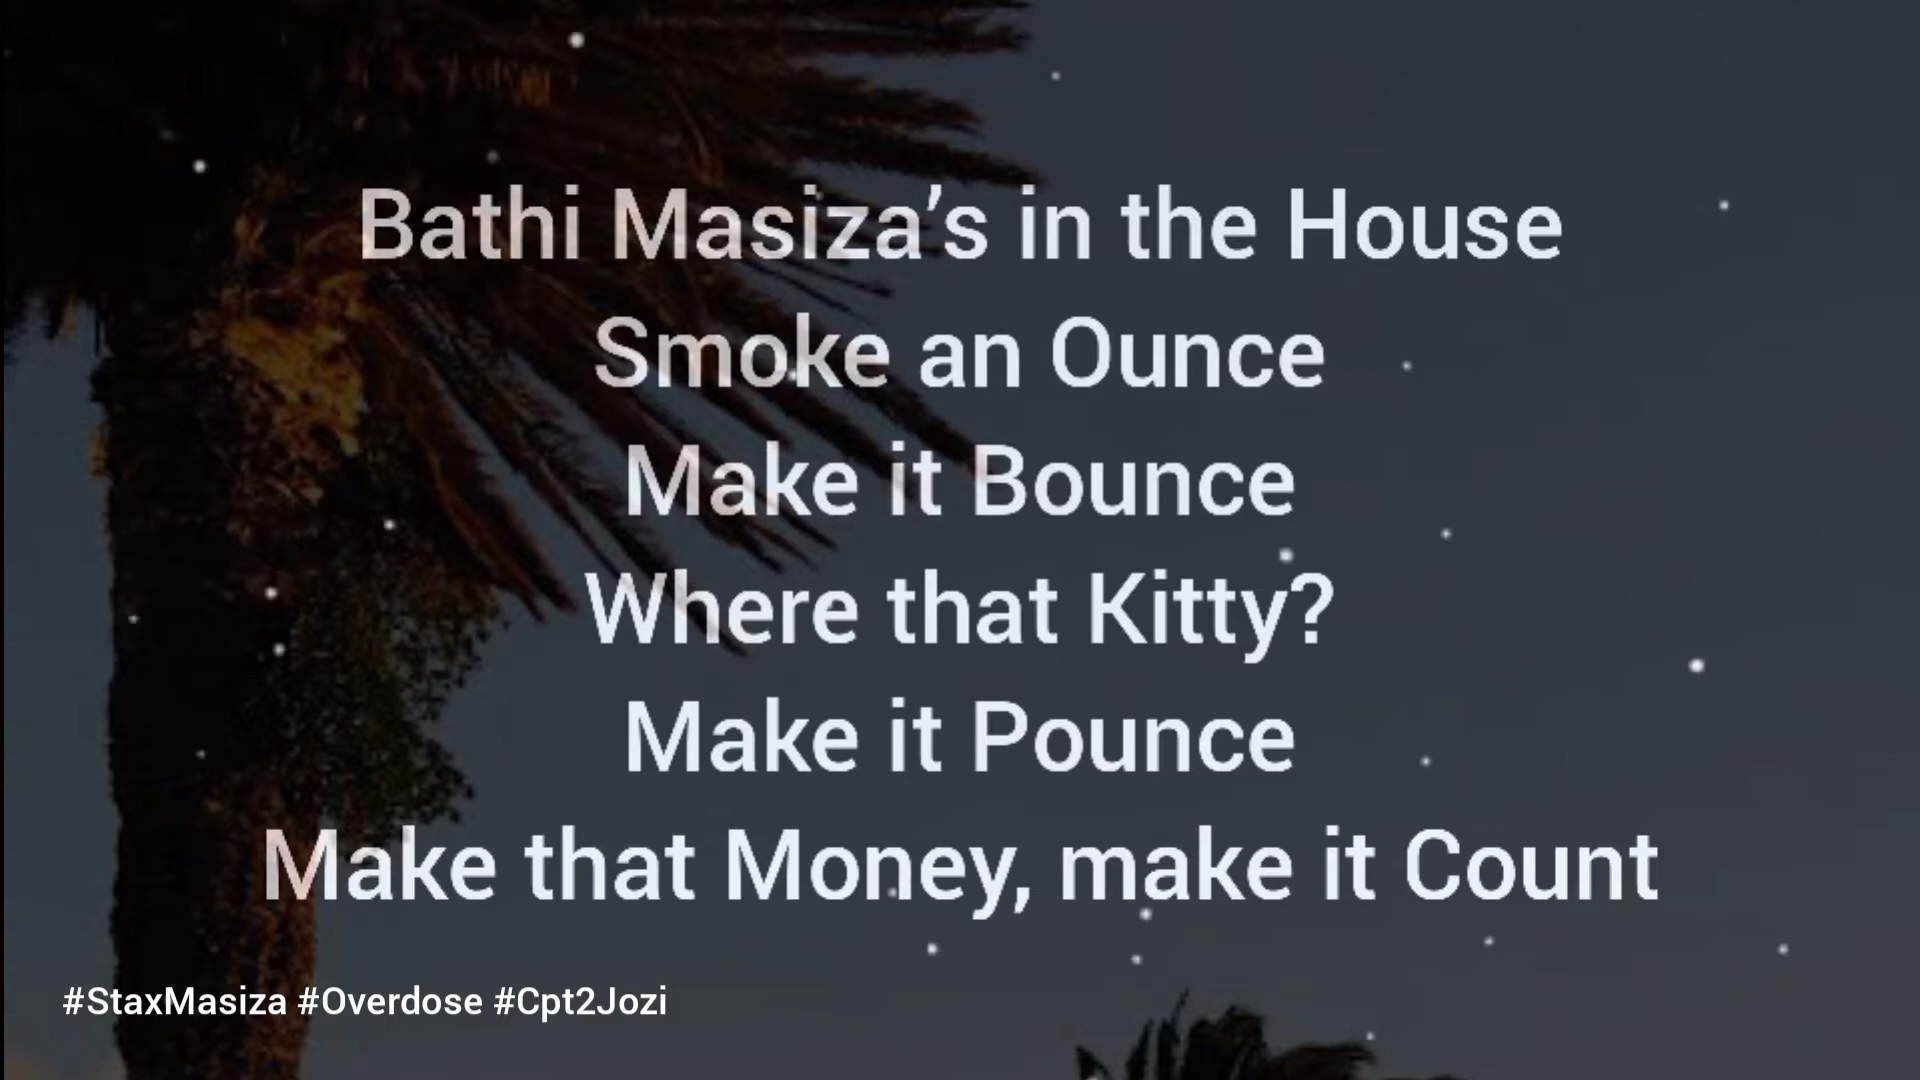 Bathi Masiza’s in the House
Smoke an Ounce
Make it Bounce
Where that Kitty?
Make it Pounce
Make that Money, make it Count
#StaxMasiza #Overdose #Cpt2Jozi